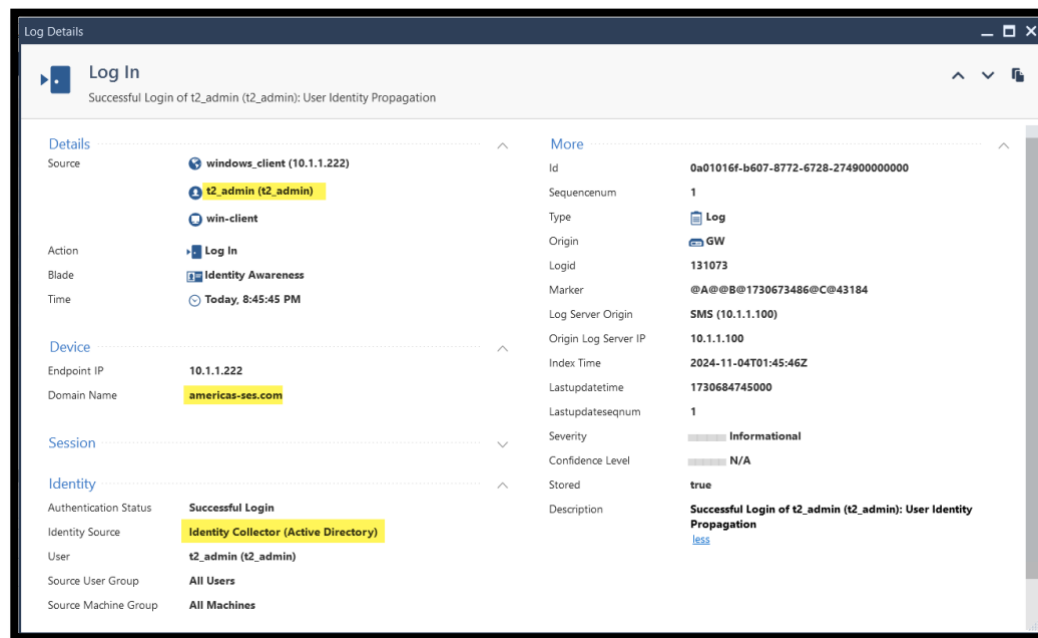 Log Details
Log In
Successful Login of t2_admin (t2_admin): User Identity Propagation
Details
Source windows_client (10.1.1.222)
t2_admin (t2_admin)
win-client
Action Log In
Blade Identity Awareness
Time Today, 8:45:45 PM
Device
Endpoint IP 10.1.1.222
Domain Name americas-ses.com
Session
Identity
Authentication Status Successful Login
Identity Source Identity Collector (Active Directory)
User t2_admin (t2_admin)
Source User Group All Users
Source Machine Group All Machines
More
Id 0a01016f-b607-8772-6728-274900000000
Sequencenum 1
Type Log
Origin GW
Logid 131073
Marker @A@@B@1730673486@C@43184
Log Server Origin SMS (10.1.1.100)
Origin Log Server IP 10.1.1.100
Index Time 2024-11-04T01:45:46Z
Lastupdatetime 1730684745000
Lastupdateseqnum 1
Severity Informational
Confidence Level N/A
Stored true
Description Successful Login of t2_admin (t2_admin): User Identity
Propagation
less